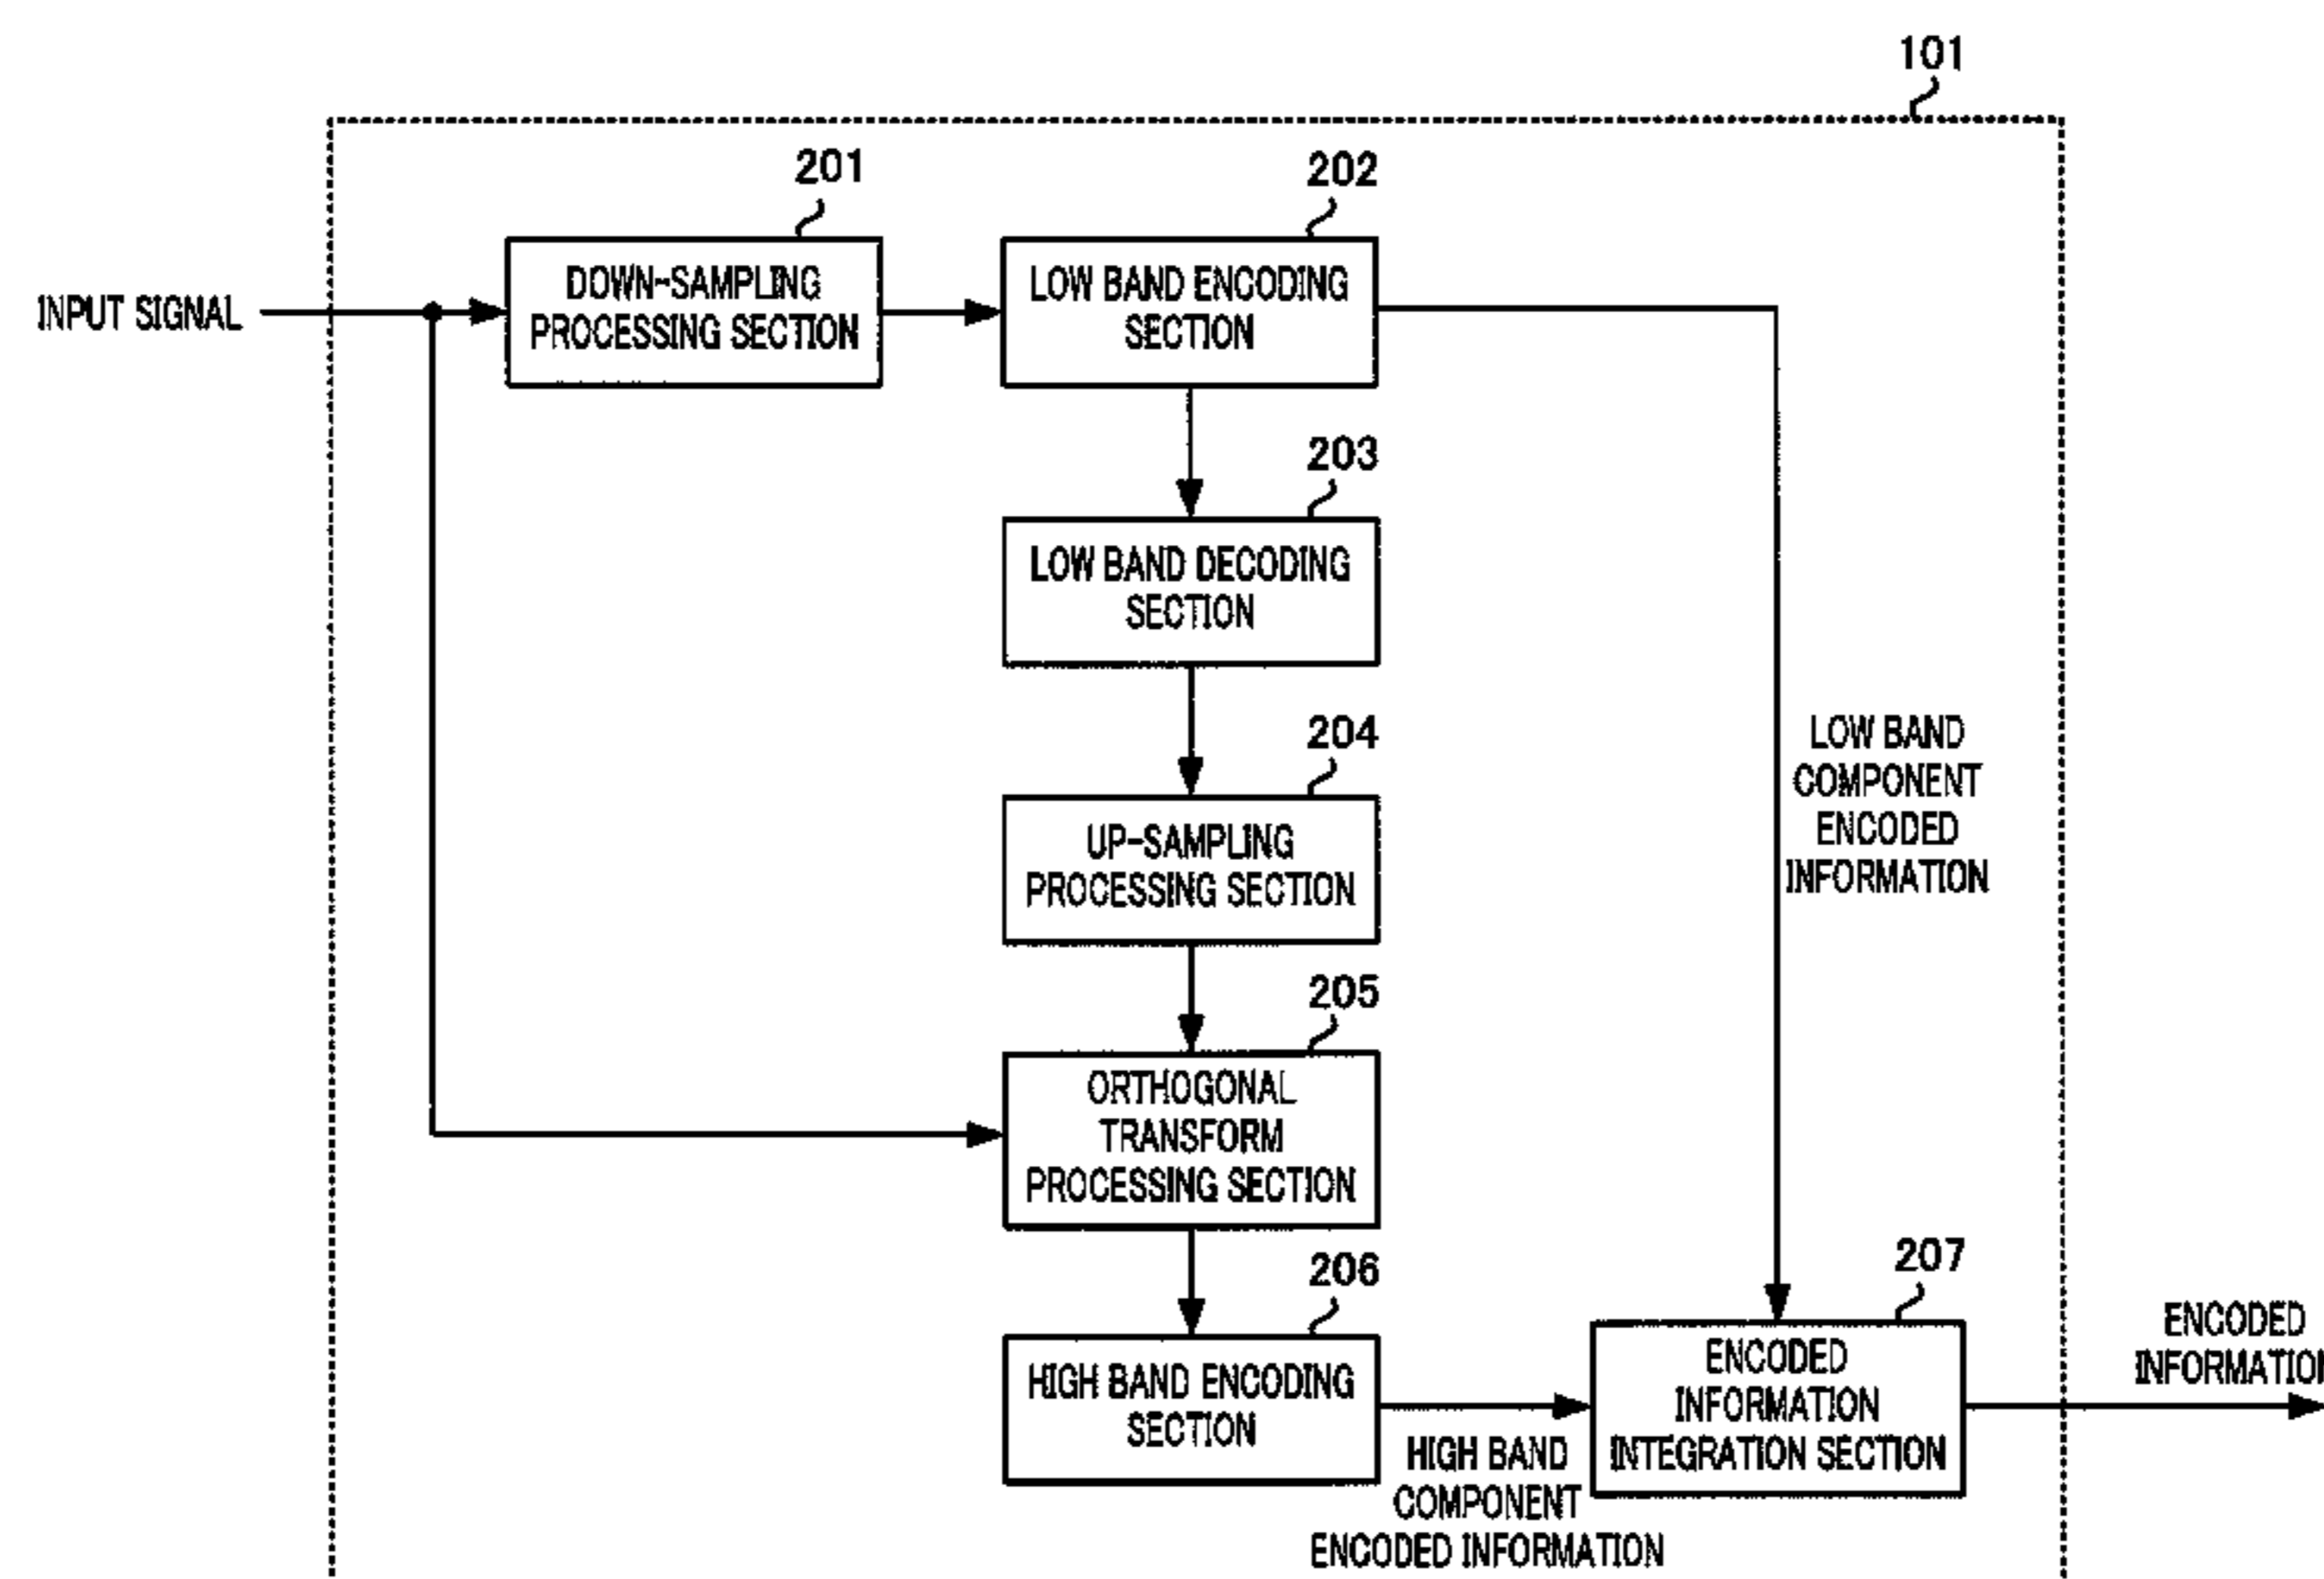 101
201
202
INPUT SIGNAL
DOWN-SAMPLING
PROCESSING SECTION
LOW BAND ENCODING
SECTION
203
LOW BAND DECODING
SECTION
204
UP-SAMPLING
PROCESSING SECTION
LOW BAND
COMPONENT
ENCODED
INFORMATION
205
ORTHOGONAL
TRANSFORM
PROCESSING SECTION
206
HIGH BAND ENCODING
SECTION
HIGH BAND
COMPONENT
ENCODED INFORMATION
207
ENCODED
INFORMATION
INTEGRATION SECTION
ENCODED
INFORMATION